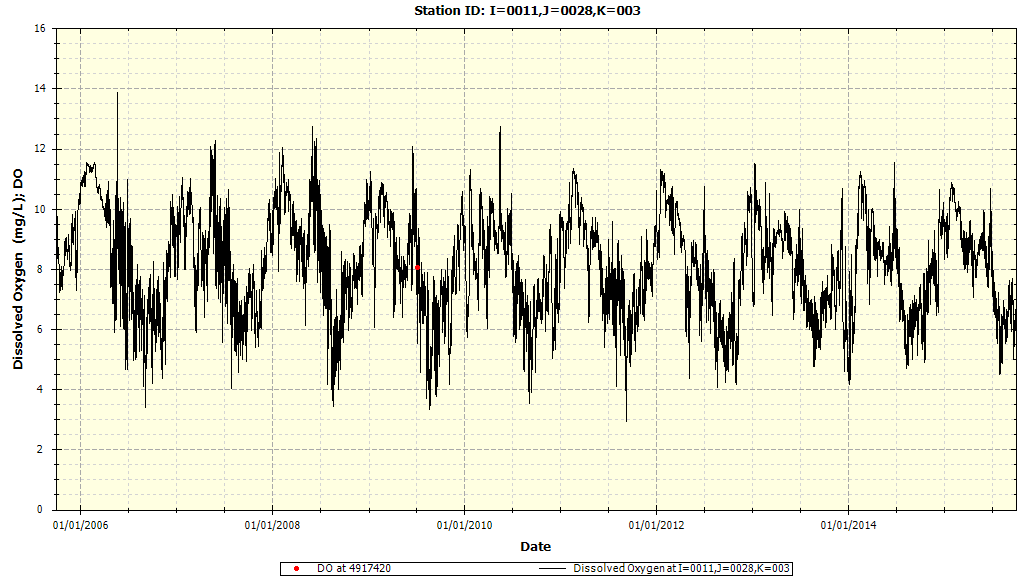 Station ID: I=0011,J=0028,K=003
16
14
12
10
8
6
4
2
0
Dissolved Oxygen (mg/L); DO
01/01/2006 01/01/2008 01/01/2010 01/01/2012 01/01/2014
Date
DO at 4917420 Dissolved Oxygen at I=0011,J=0028,K=003